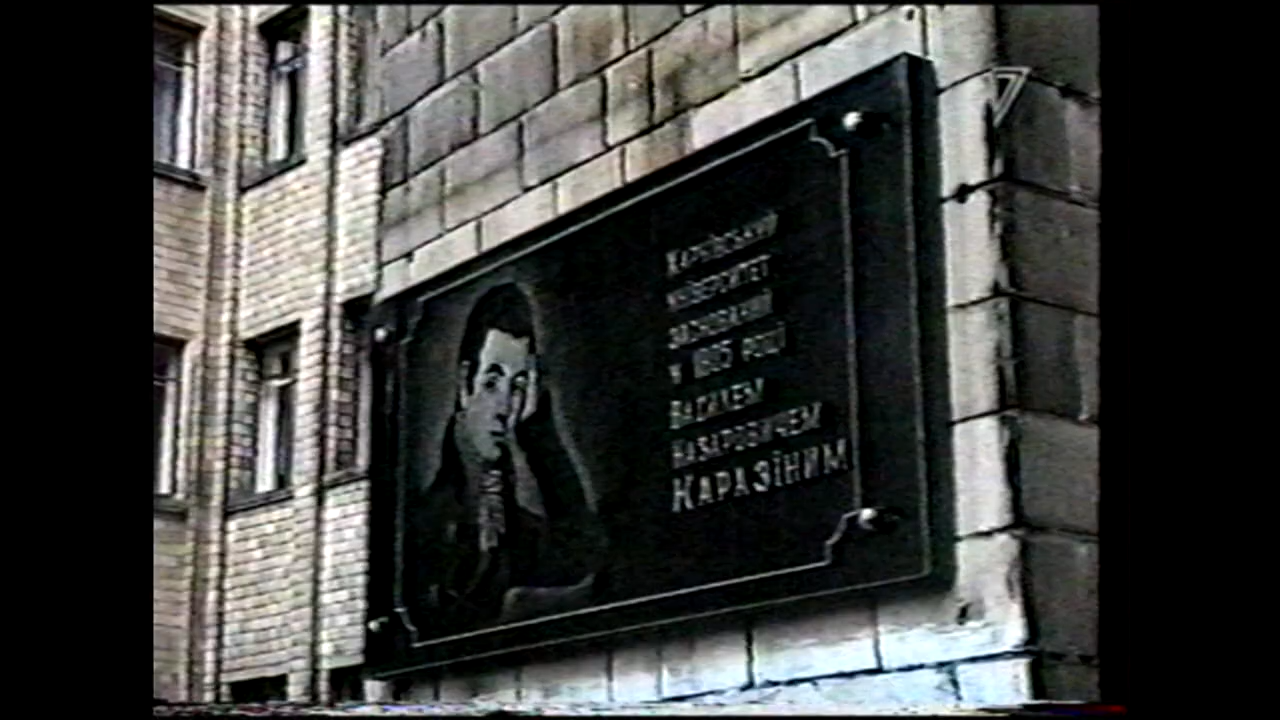 Харківський
університет
заснований
у 1805 році
Василем
Назаровичем
Каразіним